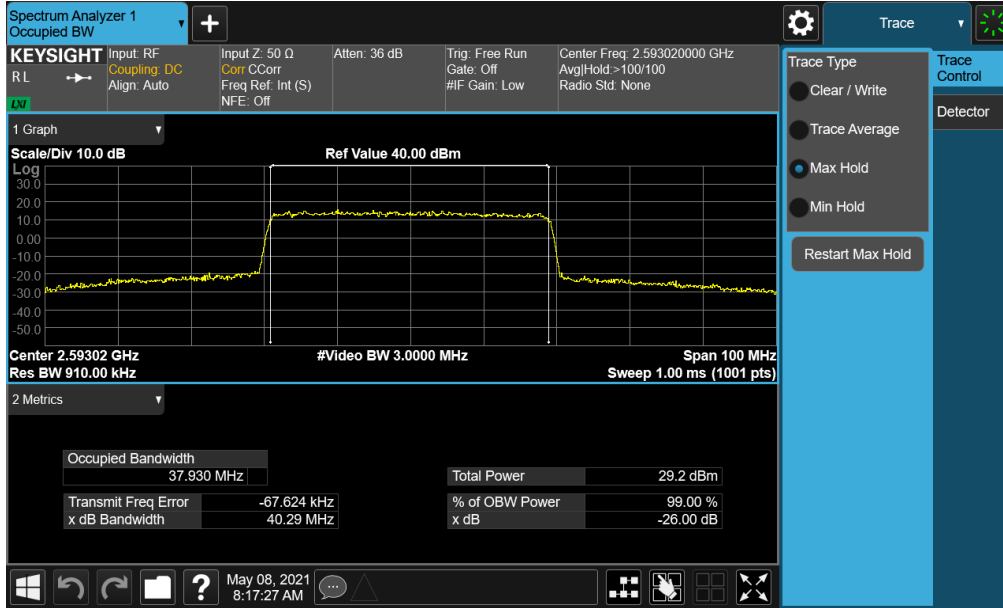 Spectrum Analyzer 1
Occupied BW
Trace
KEYSIGHT
R L
LXI
Input: RF
Coupling: DC
Align: Auto
Input Z: 50 Ω
Corr CCorr
Freq Ref: Int (S)
NFE: Off
Atten: 36 dB
Trig: Free Run
Gate: Off
#IF Gain: Low
Center Freq: 2.593020000 GHz
Avg|Hold:>100/100
Radio Std: None
Trace Type
Clear / Write
Trace Average
Max Hold
Min Hold
Restart Max Hold
Trace
Control
Detector
1 Graph
Scale/Div 10.0 dB
Ref Value 40.00 dBm
Log
30.0
20.0
10.0
0.00
-10.0
-20.0
-30.0
-40.0
-50.0
Center 2.59302 GHz
#Video BW 3.0000 MHz
Span 100 MHz
Res BW 910.00 kHz
Sweep 1.00 ms (1001 pts)
2 Metrics
Occupied Bandwidth
37.930 MHz
Total Power 29.2 dBm
Transmit Freq Error -67.624 kHz
% of OBW Power 99.00 %
x dB Bandwidth 40.29 MHz
x dB -26.00 dB
?
May 08, 2021
8:17:27 AM